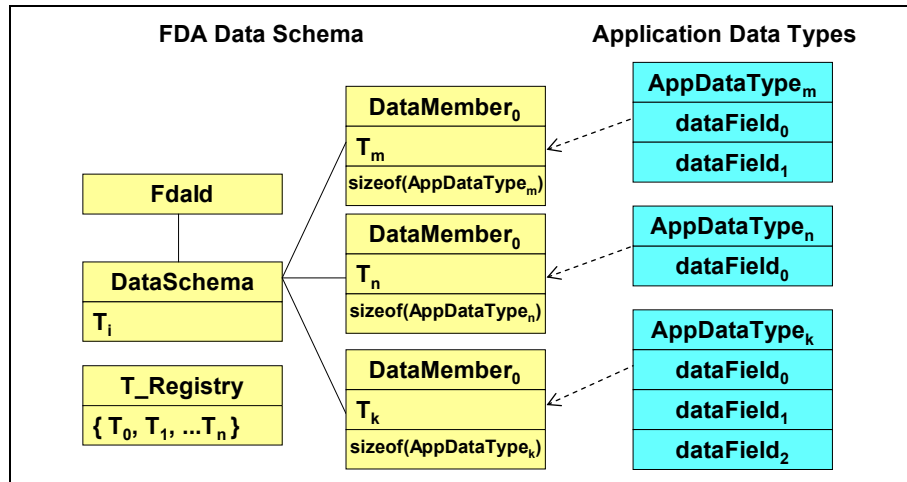 FDA Data Schema
Application Data Types
FdaId
DataSchema
Tᵢ
T_Registry
{ T₀, T₁, ...Tₙ }
DataMember₀
Tₘ
sizeof(AppDataTypeₘ)
DataMember₀
Tₙ
sizeof(AppDataTypeₙ)
DataMember₀
Tₖ
sizeof(AppDataTypeₖ)
AppDataTypeₘ
dataField₀
dataField₁
AppDataTypeₙ
dataField₀
AppDataTypeₖ
dataField₀
dataField₁
dataField₂